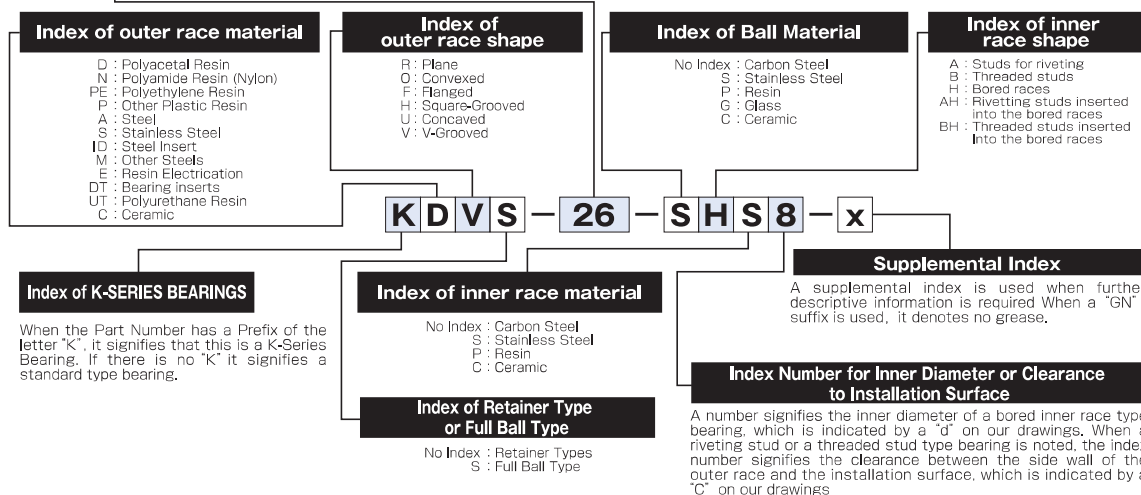 Index of outer race material
D : Polyacetal Resin
N : Polyamide Resin (Nylon)
PE : Polyethylene Resin
P : Other Plastic Resin
A : Steel
S : Stainless Steel
ID : Steel Insert
M : Other Steels
E : Resin Electrication
DT : Bearing inserts
UT : Polyurethane Resin
C : Ceramic
Index of
outer race shape
R : Plane
O : Convexed
F : Flanged
H : Square-Grooved
U : Concaved
V : V-Grooved
Index of Ball Material
No Index : Carbon Steel
S : Stainless Steel
P : Resin
G : Glass
C : Ceramic
Index of inner
race shape
A : Studs for riveting
B : Threaded studs
H : Bored races
AH : Rivetting studs inserted
into the bored races
BH : Threaded studs inserted
Into the bored races
K D V S - 26 - S H S 8 - x
Index of K-SERIES BEARINGS
When the Part Number has a Prefix of the
letter "K", it signifies that this is a K-Series
Bearing. If there is no "K" it signifies a
standard type bearing.
Index of inner race material
No Index : Carbon Steel
S : Stainless Steel
P : Resin
C : Ceramic
Index of Retainer Type
or Full Ball Type
No Index : Retainer Types
S : Full Ball Type
Supplemental Index
A supplemental index is used when further
descriptive information is required When a "GN"
suffix is used, it denotes no grease.
Index Number for Inner Diameter or Clearance
to Installation Surface
A number signifies the inner diameter of a bored inner race type
bearing, which is indicated by a "d" on our drawings. When a
riveting stud or a threaded stud type bearing is noted, the index
number signifies the clearance between the side wall of the
outer race and the installation surface, which is indicated by a
"C" on our drawings